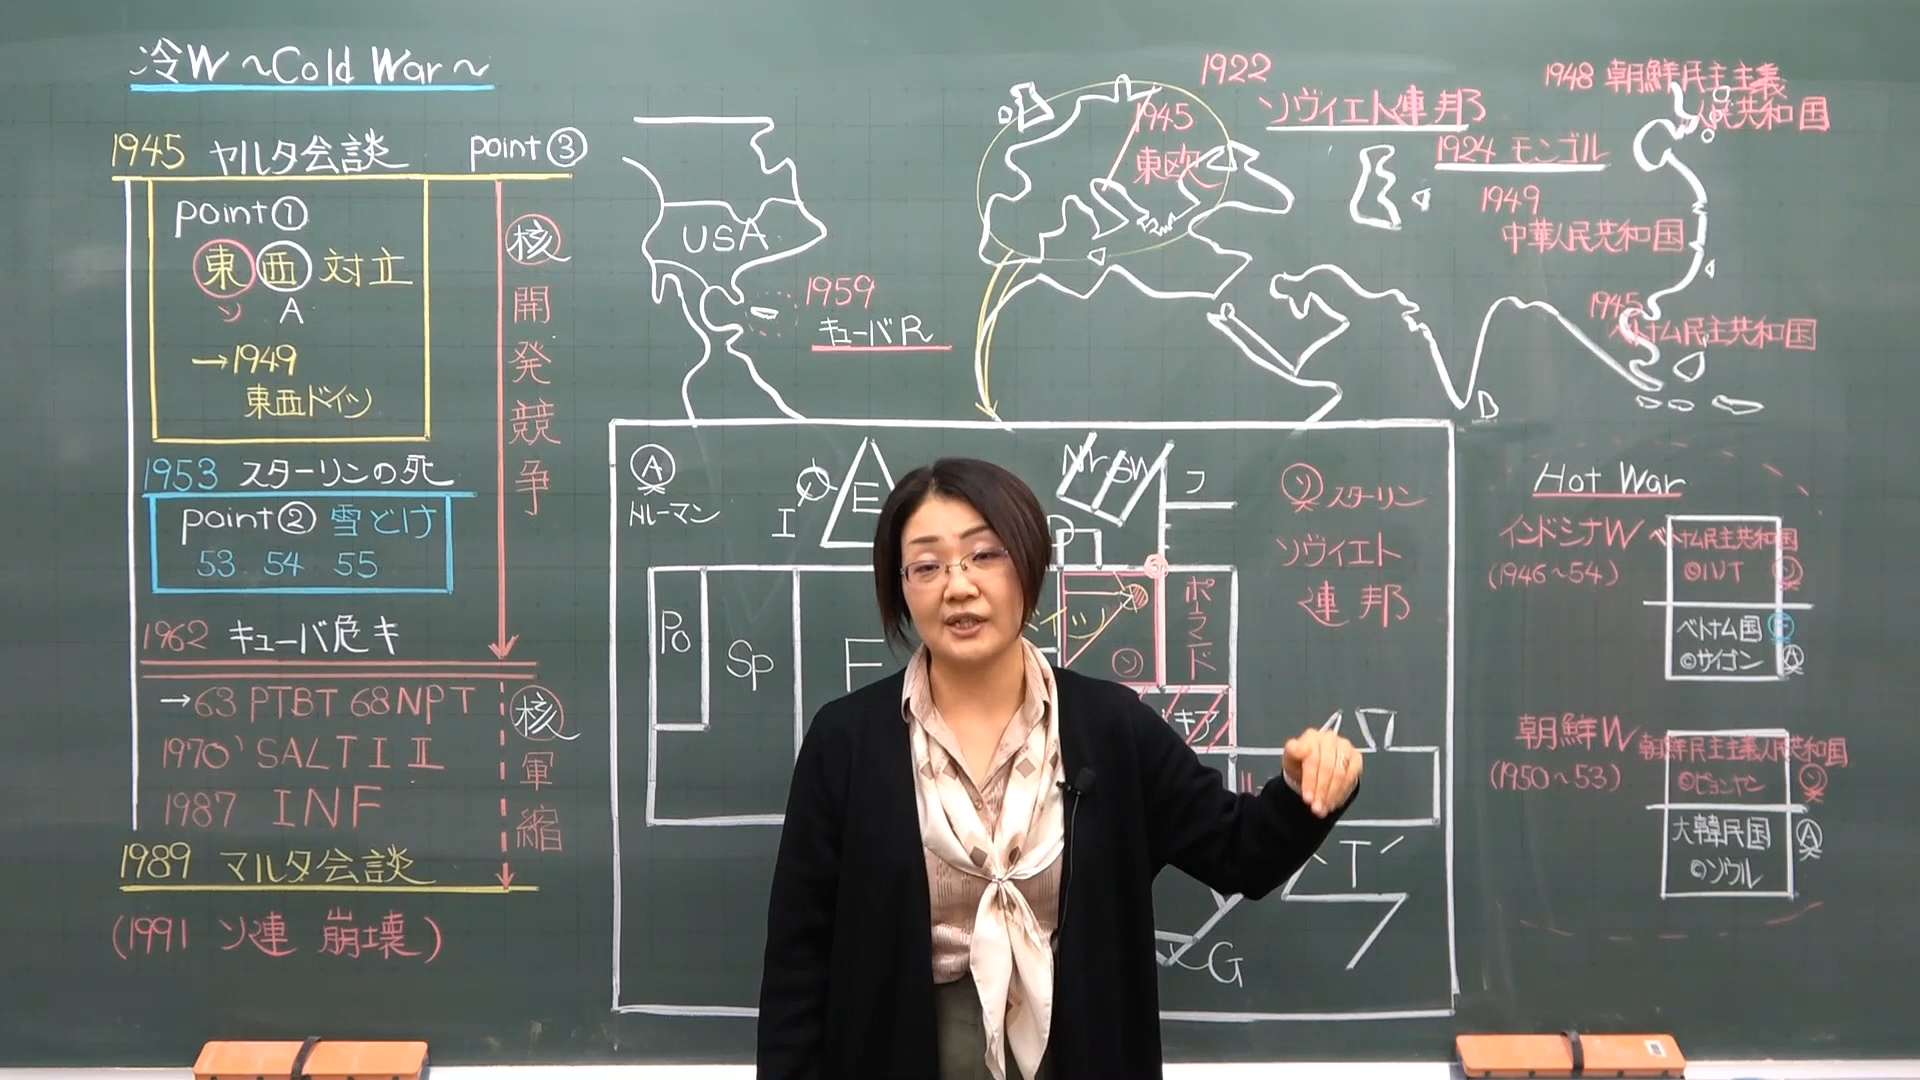 冷W ~Cold War~
1945 ヤルタ会談
point③
point①
東西対立
ソ A
→1949
東西ドイツ
1953 スターリンの死
point② 雪どけ
53 54 55
1962 キューバ危キ
→63 PTBT 68 NPT
1970' SALT I II
1987 INF
1989 マルタ会談
(1991 ソ連 崩壊)
核開発競争
核軍縮
USA
1959
キューバR
1922
ソヴィエト連邦
1945
東欧
1924 モンゴル
1948 朝鮮民主主義
人民共和国
1949
中華人民共和国
1945
ベトナム民主共和国
A
トルーマン
I
E
Nr
SW
フ
ソ スターリン
ソヴィエト
連邦
Po
Sp
F
ソ
ポーランド
キア
T
G
Hot War
インドシナW
(1946~54)
ベトナム民主共和国
ソ
ベトナム国 F
◎サイゴン A
朝鮮W
(1950~53)
朝鮮民主主義人民共和国
◎ピョンヤン ソ
大韓民国 A
◎ソウル